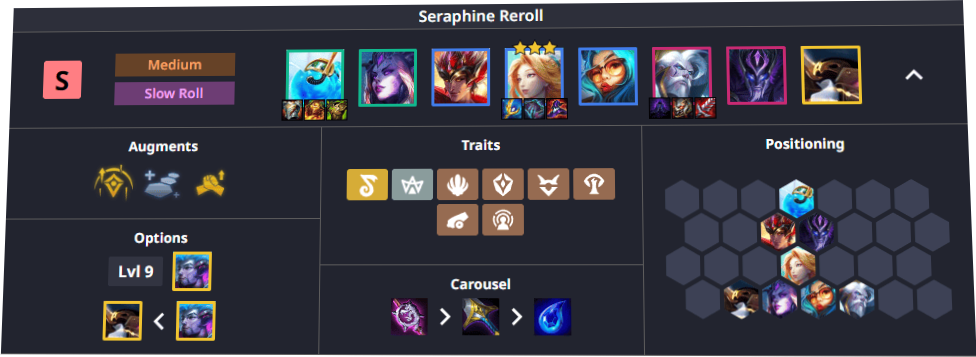 Seraphine Reroll
S
Medium
Slow Roll
Augments
Traits
Positioning
Options
Lvl 9
Carousel